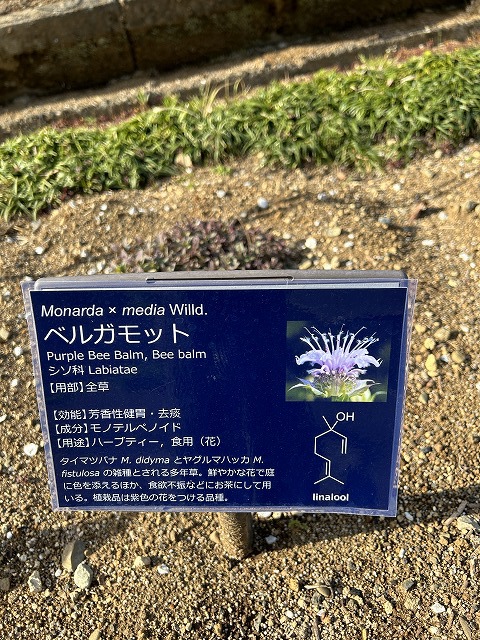 Monarda × media Willd.
ベルガモット
Purple Bee Balm, Bee balm
シソ科 Labiatae
【用部】全草
【効能】芳香性健胃・去痰
【成分】モノテルペノイド
【用途】ハーブティー，食用（花）
タイマツバナ M. didyma とヤグルマハッカ M.
fistulosa の雑種とされる多年草。鮮やかな花で庭
に色を添えるほか、食欲不振などにお茶にして用
いる。植栽品は紫色の花をつける品種。
OH
linalool